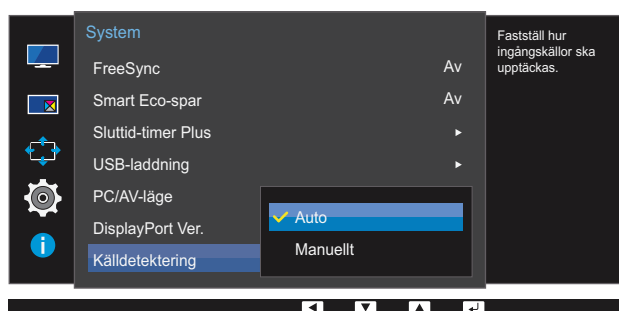 System
FreeSync Av
Smart Eco-spar Av
Sluttid-timer Plus
USB-laddning
PC/AV-läge
DisplayPort Ver.
Källdetektering
Auto
Manuellt
Fastställ hur
ingångskällor ska
upptäckas.